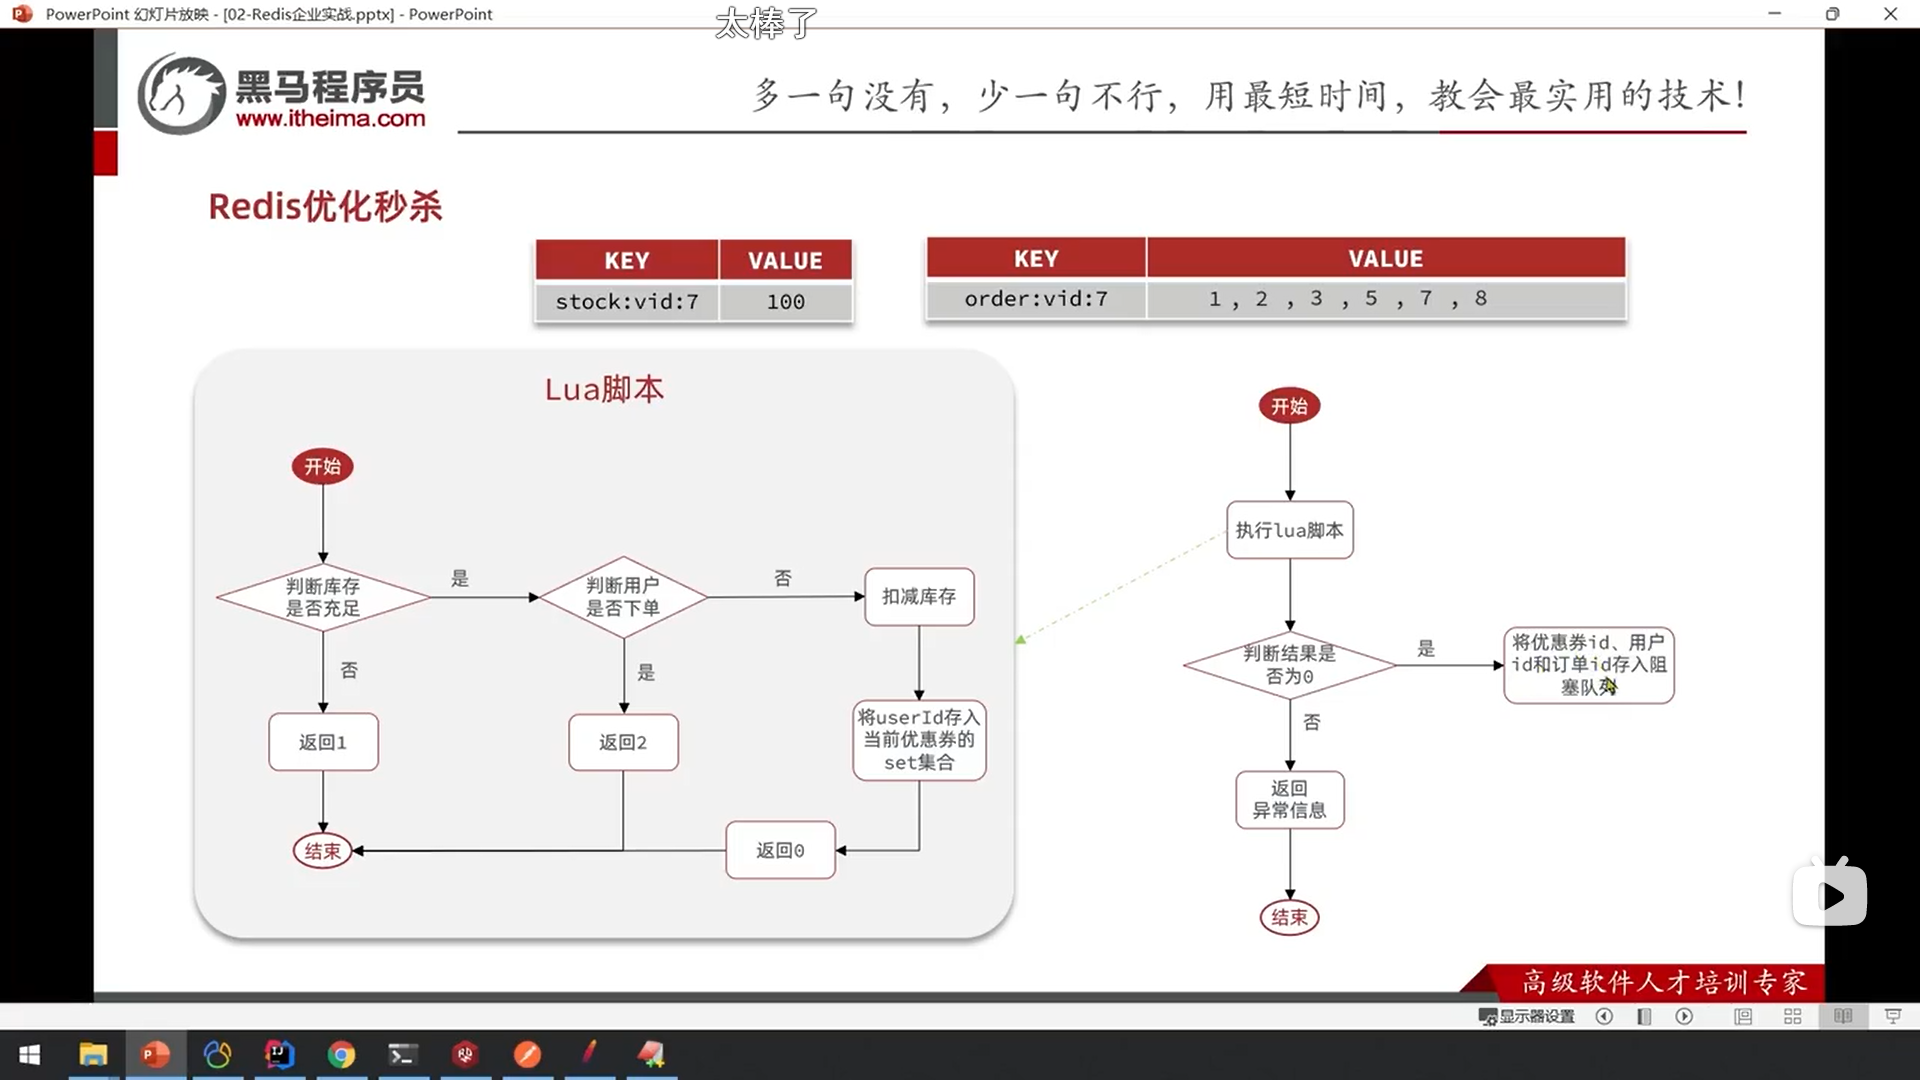 PowerPoint 幻灯片放映 - [02-Redis企业实战.pptx] - PowerPoint
太棒了
黑马程序员
www.itheima.com
多一句没有，少一句不行，用最短时间，教会最实用的技术！
Redis优化秒杀
KEY VALUE
stock:vid:7 100
KEY VALUE
order:vid:7 1 , 2 , 3 , 5 , 7 , 8
Lua脚本
开始
判断库存
是否充足
是
判断用户
是否下单
否
扣减库存
否
是
返回1
返回2
将userId存入
当前优惠券的
set集合
返回0
结束
开始
执行lua脚本
判断结果是
否为0
是
将优惠券id、用户
id和订单id存入阻
塞队列
否
返回
异常信息
结束
高级软件人才培训专家
显示器设置